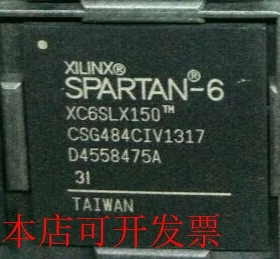 XILINX®
SPARTAN®-6
XC6SLX150™
CSG484CIV1317
D4558475A
3I
TAIWAN
本店可开发票